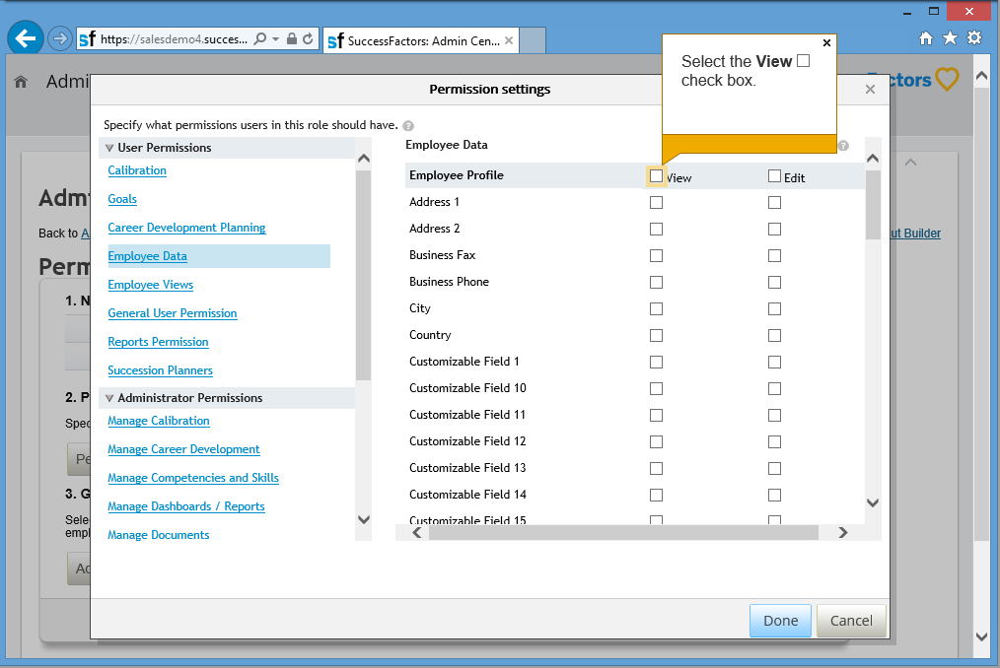 sf https://salesdemo4.succes...
sf SuccessFactors: Admin Cen...
Select the View
check box.
Admi
Factors
Permission settings
Specify what permissions users in this role should have.
User Permissions
Calibration
Goals
Career Development Planning
Employee Data
Employee Views
General User Permission
Reports Permission
Succession Planners
Administrator Permissions
Manage Calibration
Manage Career Development
Manage Competencies and Skills
Manage Dashboards / Reports
Manage Documents
Employee Data
Employee Profile View Edit
Address 1
Address 2
Business Fax
Business Phone
City
Country
Customizable Field 1
Customizable Field 10
Customizable Field 11
Customizable Field 12
Customizable Field 13
Customizable Field 14
Customizable Field 15
Back to A
ut Builder
Perm
1. N
2. P
Spec
Pe
3. G
Sele
empl
Done
Cancel